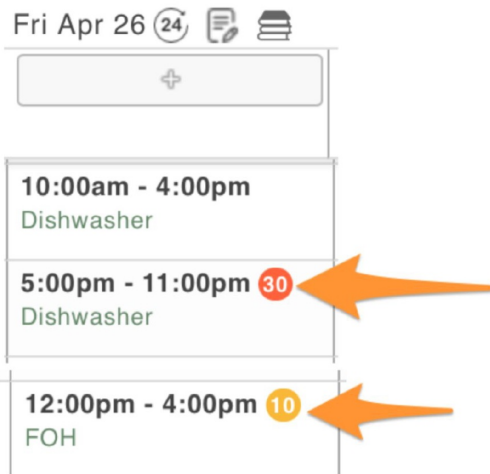 Fri Apr 26 24
10:00am - 4:00pm
Dishwasher
5:00pm - 11:00pm 30
Dishwasher
12:00pm - 4:00pm 10
FOH